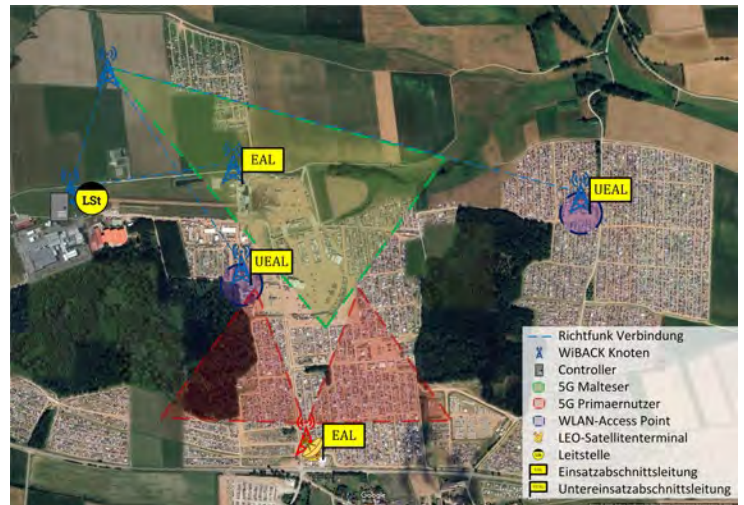 EAL
LSt
UEAL
UEAL
EAL
Richtfunk Verbindung
WiBACK Knoten
Controller
5G Malteser
5G Primaernutzer
WLAN-Access Point
LEO-Satellitenterminal
Leitstelle
Einsatzabschnittsleitung
Untereinsatzabschnittsleitung
Google